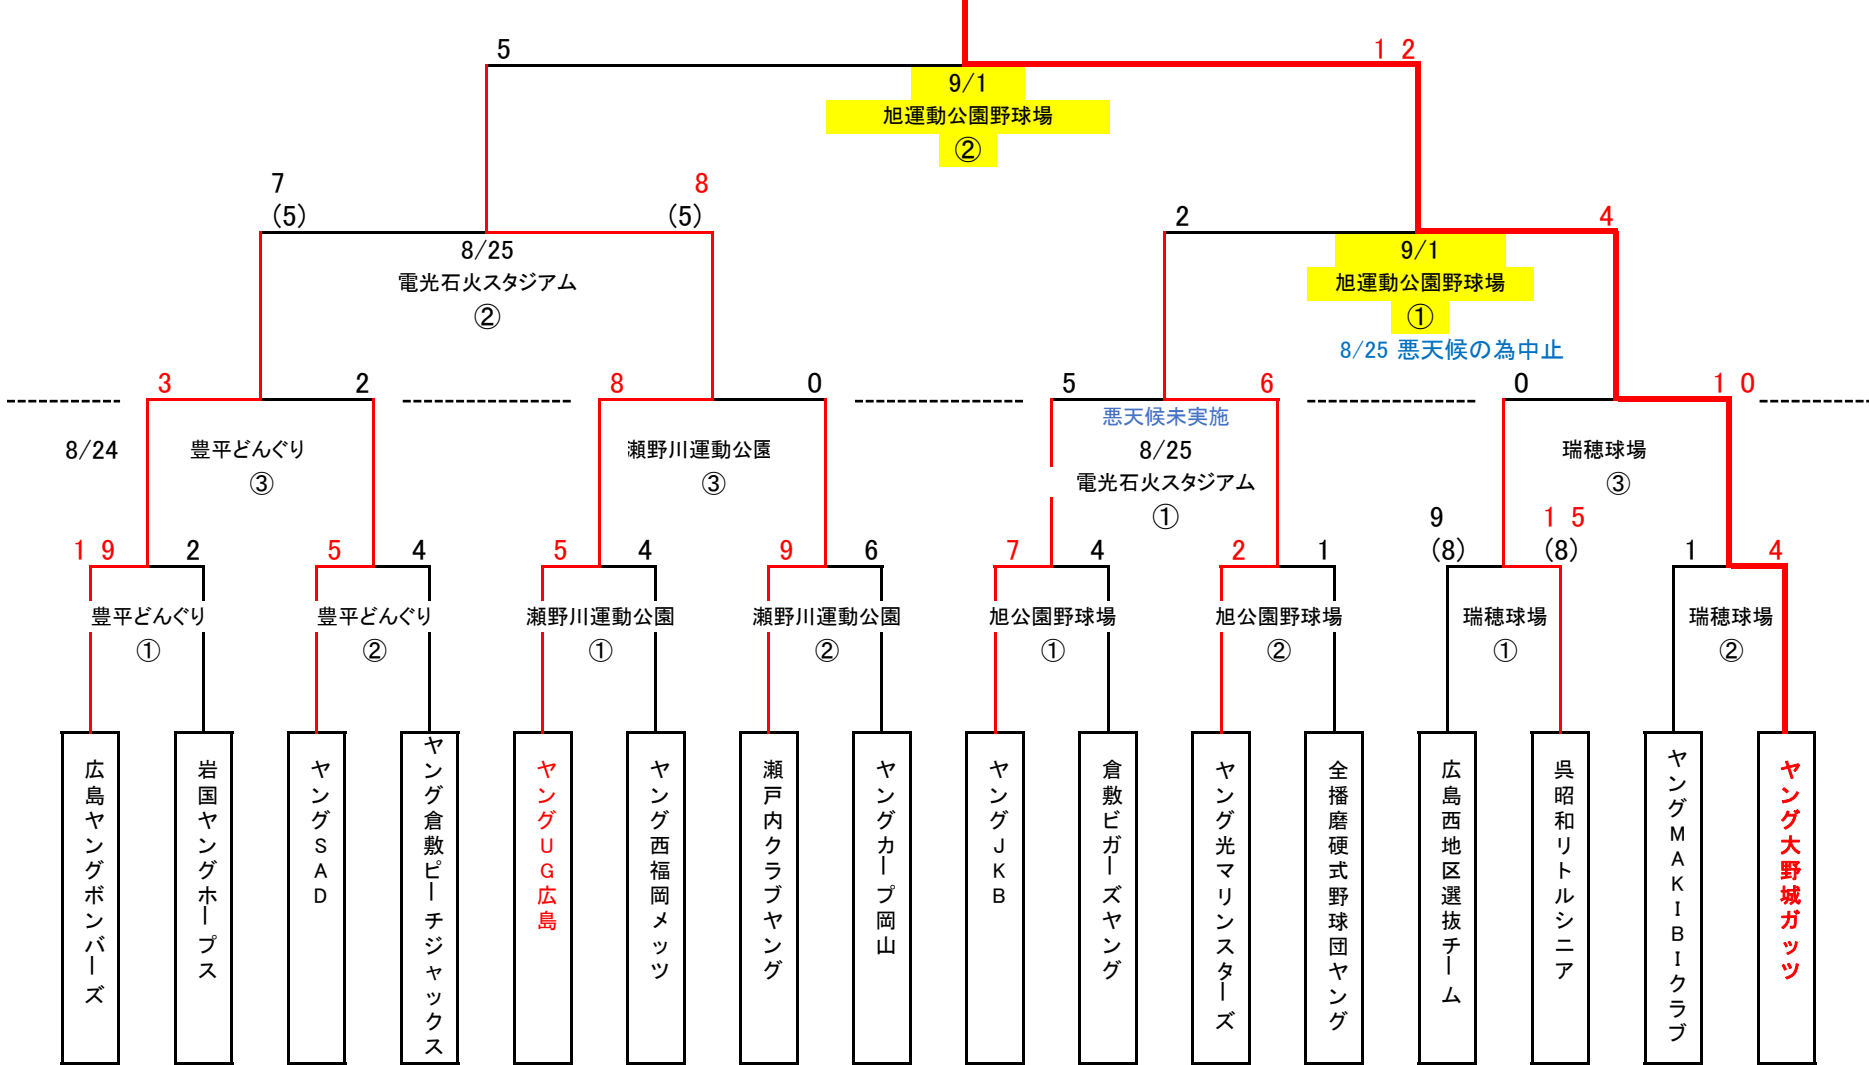 5
1 2
9/1
旭運動公園野球場
②
7
8
(5)
(5)
2
4
8/25
電光石火スタジアム
②
9/1
旭運動公園野球場
①
8/25 悪天候の為中止
3
2
8
0
5
6
0
1 0
悪天候未実施
8/24
豊平どんぐり
③
瀬野川運動公園
③
8/25
電光石火スタジアム
①
瑞穂球場
③
9
1 5
1 9
2
5
4
5
4
9
6
7
4
2
1
(8)
(8)
1
4
豊平どんぐり
①
豊平どんぐり
②
瀬野川運動公園
①
瀬野川運動公園
②
旭公園野球場
①
旭公園野球場
②
瑞穂球場
①
瑞穂球場
②
広島ヤングボンバーズ
岩国ヤングホープス
ヤングSAD
ヤング倉敷ピーチジャックス
ヤングUG広島
ヤング西福岡メッツ
瀬戸内クラブヤング
ヤングカープ岡山
ヤングJKB
倉敷ビガーズヤング
ヤング光マリンスターズ
全播磨硬式野球団ヤング
広島西地区選抜チーム
呉昭和リトルシニア
ヤングMAKIBIクラブ
ヤング大野城ガッツ